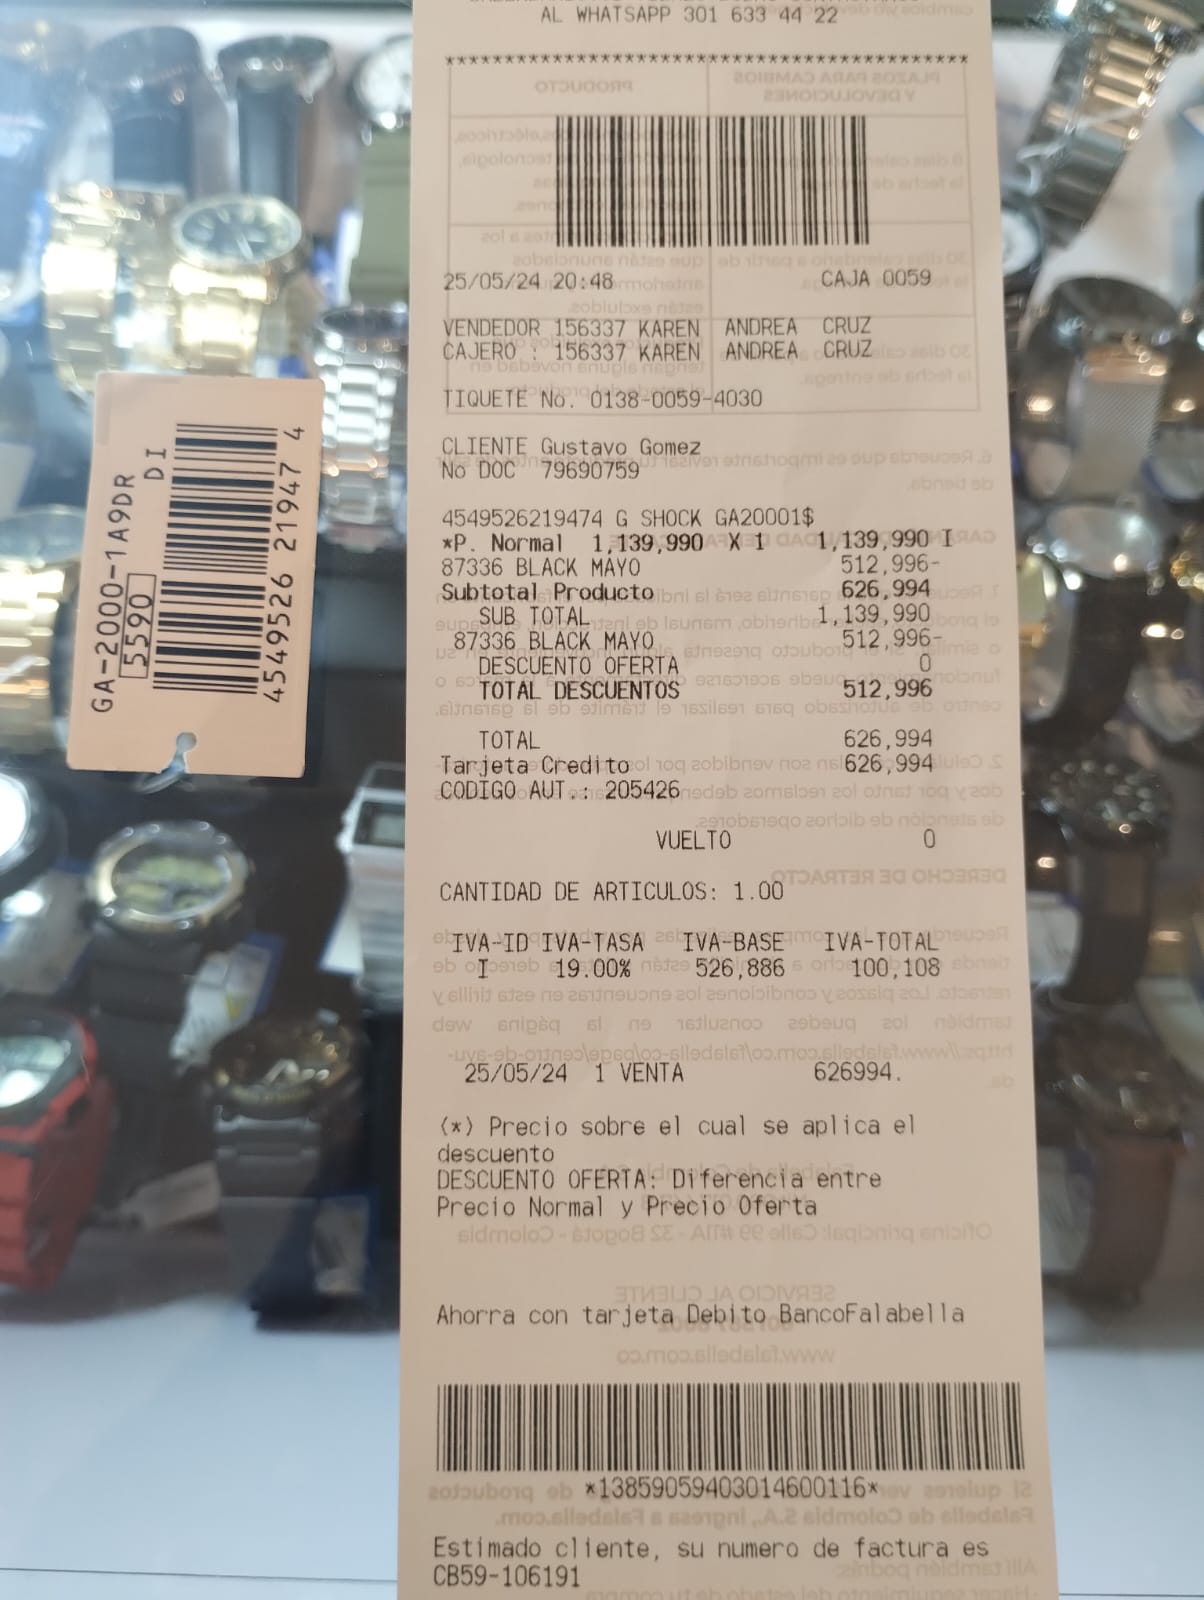 AL WHATSAPP 301 633 44 22
**************************************************
25/05/24 20:48 CAJA 0059
VENDEDOR 156337 KAREN ANDREA CRUZ
CAJERO : 156337 KAREN ANDREA CRUZ
TIQUETE No. 0138-0059-4030
CLIENTE Gustavo Gomez
No DOC 79690759
4549526219474 G SHOCK GA20001$
*P. Normal 1,139,990 X 1 1,139,990 I
87336 BLACK MAYO 512,996-
Subtotal Producto 626,994
SUB TOTAL 1,139,990
87336 BLACK MAYO 512,996-
DESCUENTO OFERTA 0
TOTAL DESCUENTOS 512,996
TOTAL 626,994
Tarjeta Credito 626,994
CODIGO AUT.: 205426
VUELTO 0
CANTIDAD DE ARTICULOS: 1.00
IVA-ID IVA-TASA IVA-BASE IVA-TOTAL
I 19.00% 526,886 100,108
25/05/24 1 VENTA 626994.
(*) Precio sobre el cual se aplica el
descuento
DESCUENTO OFERTA: Diferencia entre
Precio Normal y Precio Oferta
Ahorra con tarjeta Debito BancoFalabella
*13859059403014600116*
Estimado cliente, su numero de factura es
CB59-106191
GA-2000-1A9DR
5590 DI
4549526 21947 4